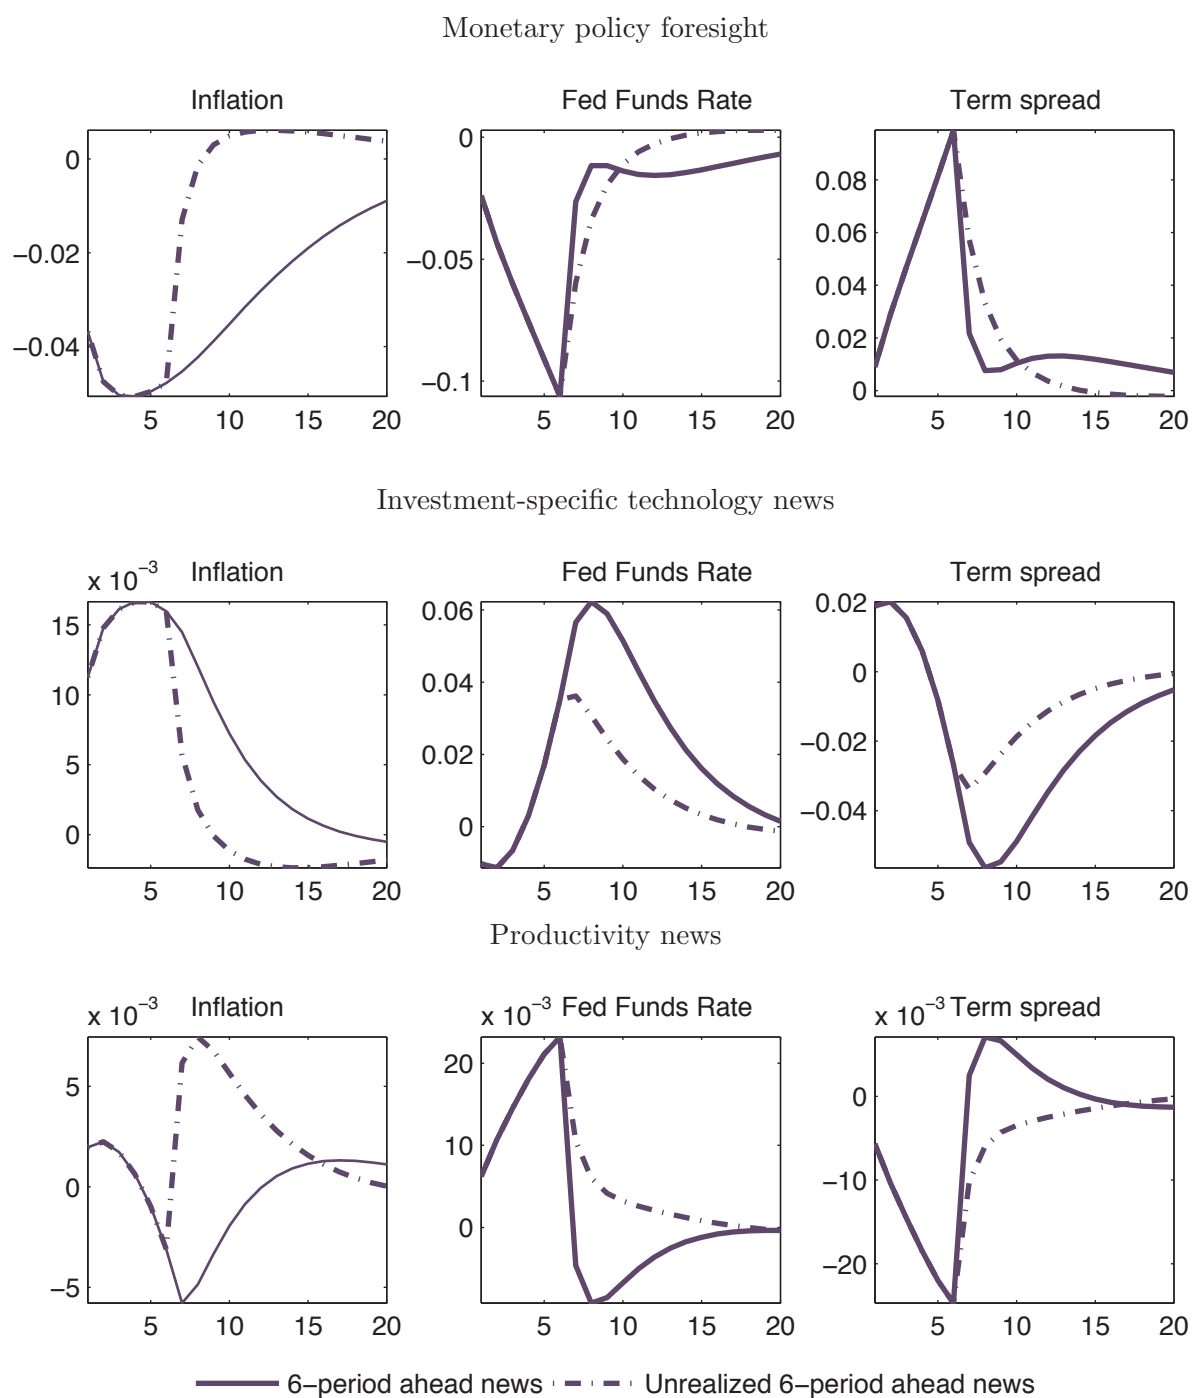 Monetary policy foresight
Inflation
Fed Funds Rate
Term spread
0
−0.02
−0.04
5 10 15 20
0
−0.05
−0.1
5 10 15 20
0.08
0.06
0.04
0.02
0
5 10 15 20
Investment-specific technology news
x 10−3 Inflation
Fed Funds Rate
Term spread
15
10
5
0
5 10 15 20
0.06
0.04
0.02
0
5 10 15 20
0.02
0
−0.02
−0.04
5 10 15 20
Productivity news
x 10−3 Inflation
x 10−3 Fed Funds Rate
x 10−3 Term spread
5
0
−5
5 10 15 20
20
10
0
5 10 15 20
0
−10
−20
5 10 15 20
6−period ahead news
Unrealized 6−period ahead news